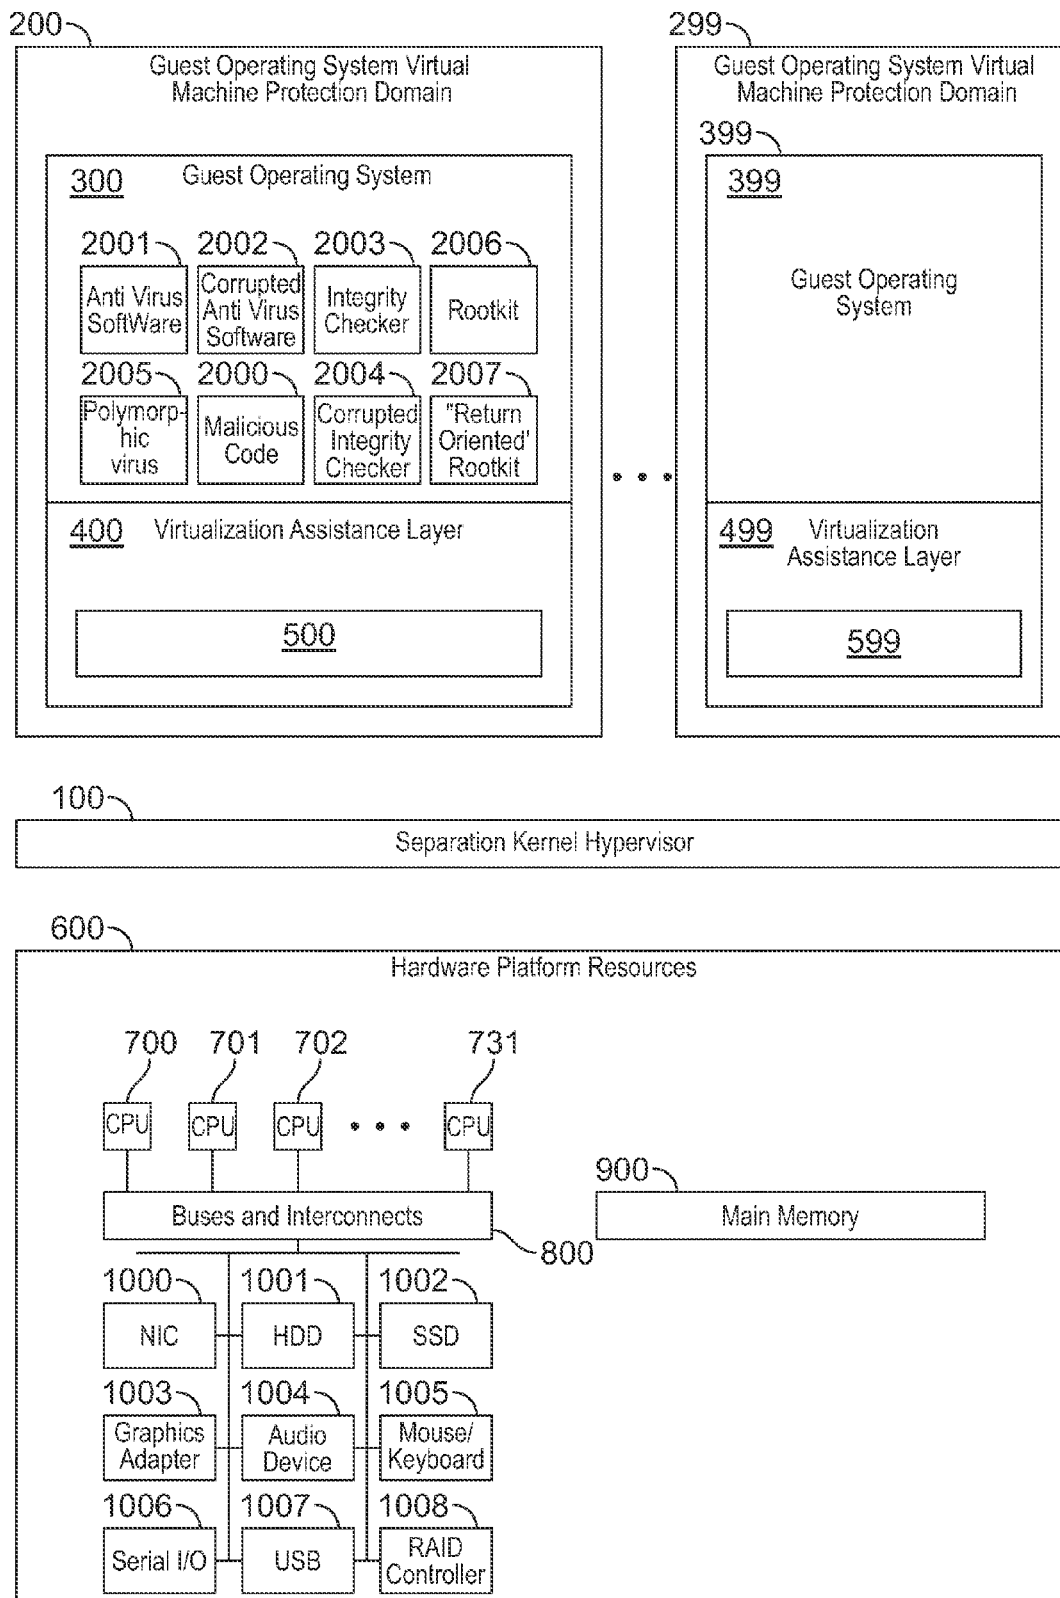 200
299
Guest Operating System Virtual
Machine Protection Domain
Guest Operating System Virtual
Machine Protection Domain
399
300
Guest Operating System
399
2001
2002
2003
2006
Anti Virus
SoftWare
Corrupted
Anti Virus
Software
Integrity
Checker
Rootkit
Guest Operating
System
2005
2000
2004
2007
Polymorp-
hic
virus
Malicious
Code
Corrupted
Integrity
Checker
"Return
Oriented'
Rootkit
• • •
400
Virtualization Assistance Layer
499
Virtualization
Assistance Layer
500
599
100
Separation Kernel Hypervisor
600
Hardware Platform Resources
700
701
702
731
CPU
CPU
CPU
• • •
CPU
900
Buses and Interconnects
Main Memory
800
1000
1001
1002
NIC
HDD
SSD
1003
1004
1005
Graphics
Adapter
Audio
Device
Mouse/
Keyboard
1006
1007
1008
Serial I/O
USB
RAID
Controller